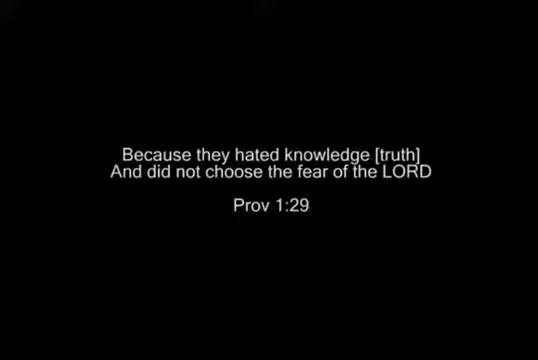 Because they hated knowledge [truth]
And did not choose the fear of the LORD
Prov 1:29